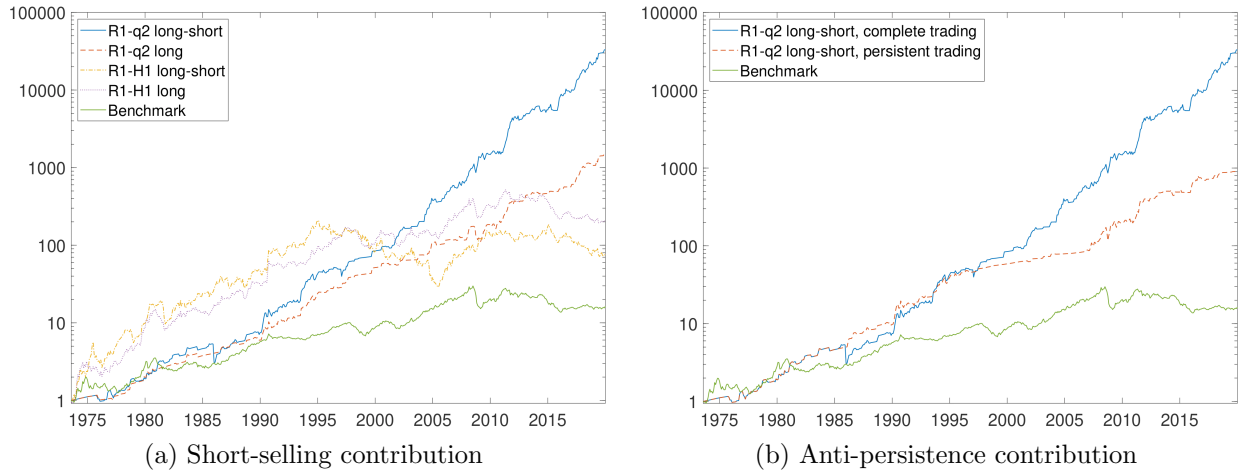 100000
10000
1000
100
10
1
R1-q2 long-short
R1-q2 long
R1-H1 long-short
R1-H1 long
Benchmark
1975 1980 1985 1990 1995 2000 2005 2010 2015
(a) Short-selling contribution
100000
10000
1000
100
10
1
R1-q2 long-short, complete trading
R1-q2 long-short, persistent trading
Benchmark
1975 1980 1985 1990 1995 2000 2005 2010 2015
(b) Anti-persistence contribution